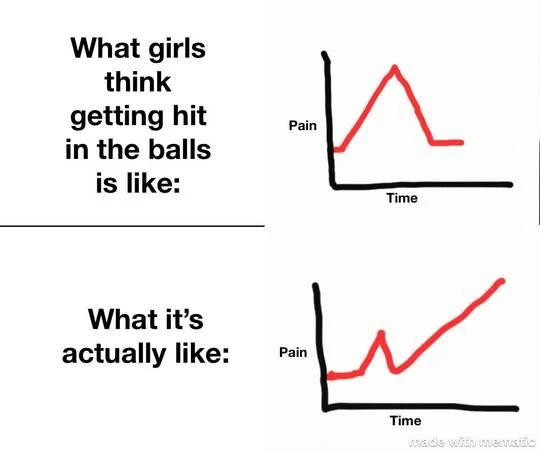 What girls
think
getting hit
in the balls
is like:
Pain
Time
What it's
actually like:
Pain
Time
made with mematic